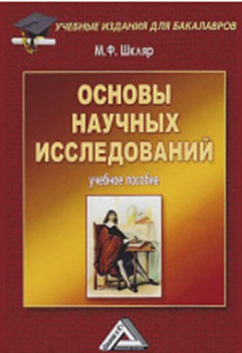 УЧЕБНЫЕ ИЗДАНИЯ ДЛЯ БАКАЛАВРОВ
М.Ф. Шкляр
ОСНОВЫ
НАУЧНЫХ
ИССЛЕДОВАНИЙ
учебное пособие